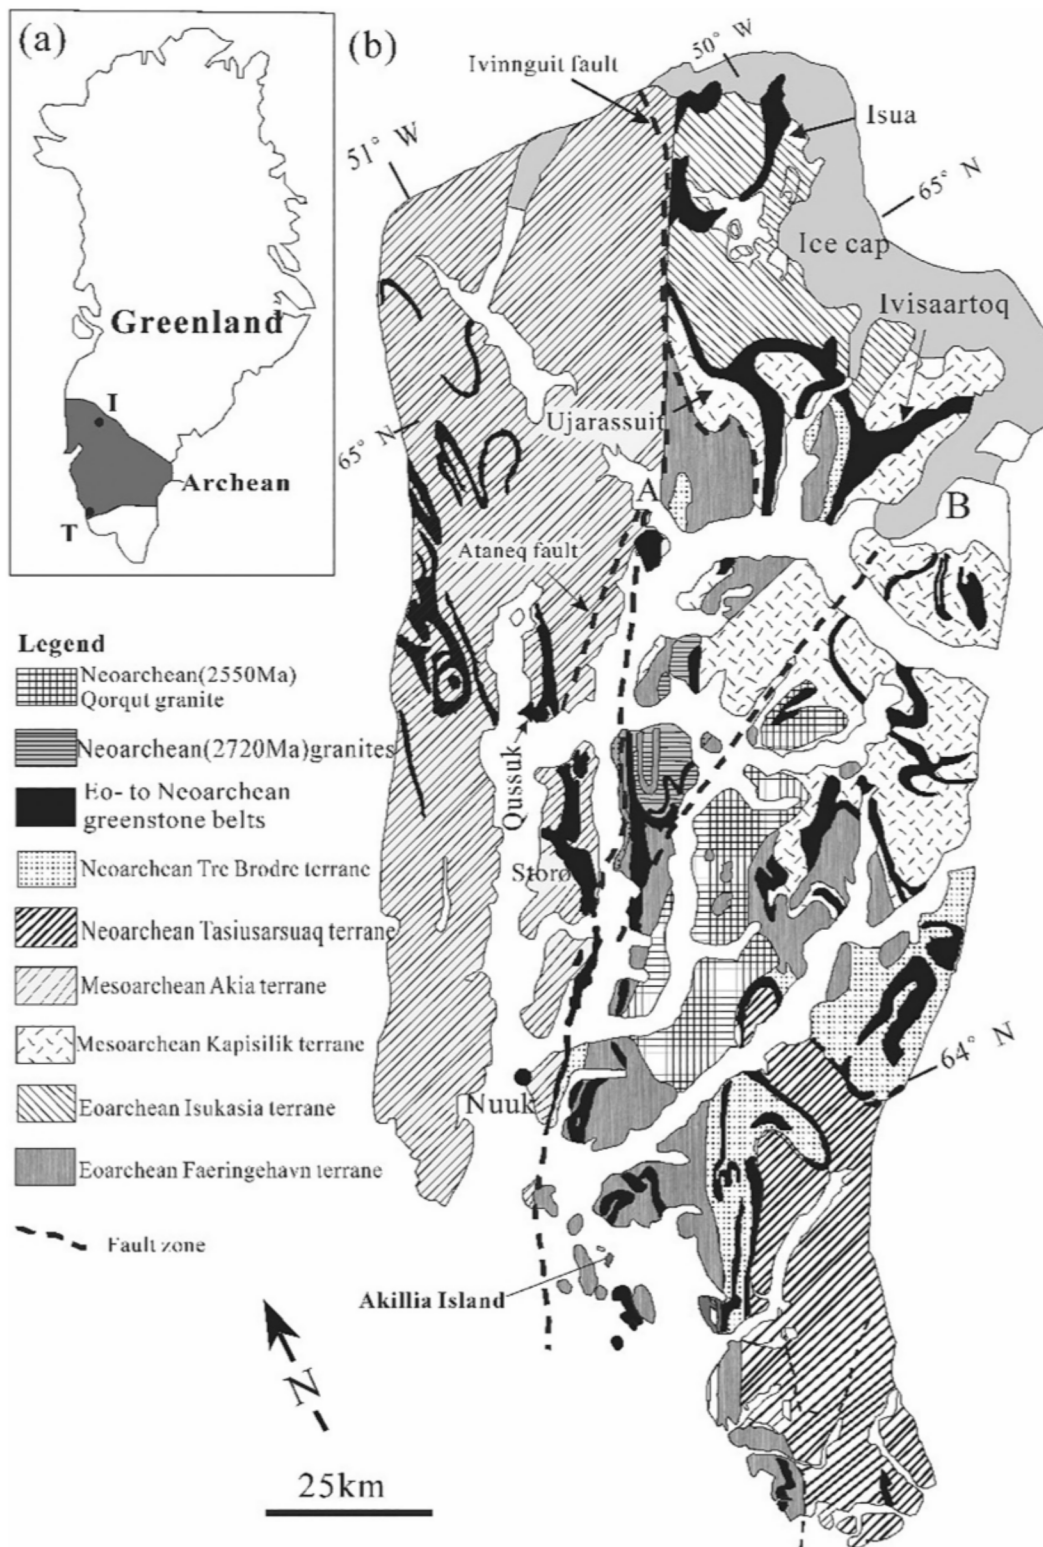 (a)
Greenland
I
Archean
T
(b)
50° W
Ivinnguit fault
Isua
51° W
65° N
Ice cap
Ivisaartoq
Ujarassuit
65° N
A
B
Ataneq fault
Qussuk
Storø
64° N
Nuuk
Akillia Island
Legend
Neoarchean(2550Ma)
Qorqut granite
Neoarchean(2720Ma)granites
Eo- to Neoarchean
greenstone belts
Neoarchean Tre Brodre terrane
Neoarchean Tasiusarsuaq terrane
Mesoarchean Akia terrane
Mesoarchean Kapisilik terrane
Eoarchean Isukasia terrane
Eoarchean Faeringehavn terrane
Fault zone
N
25km